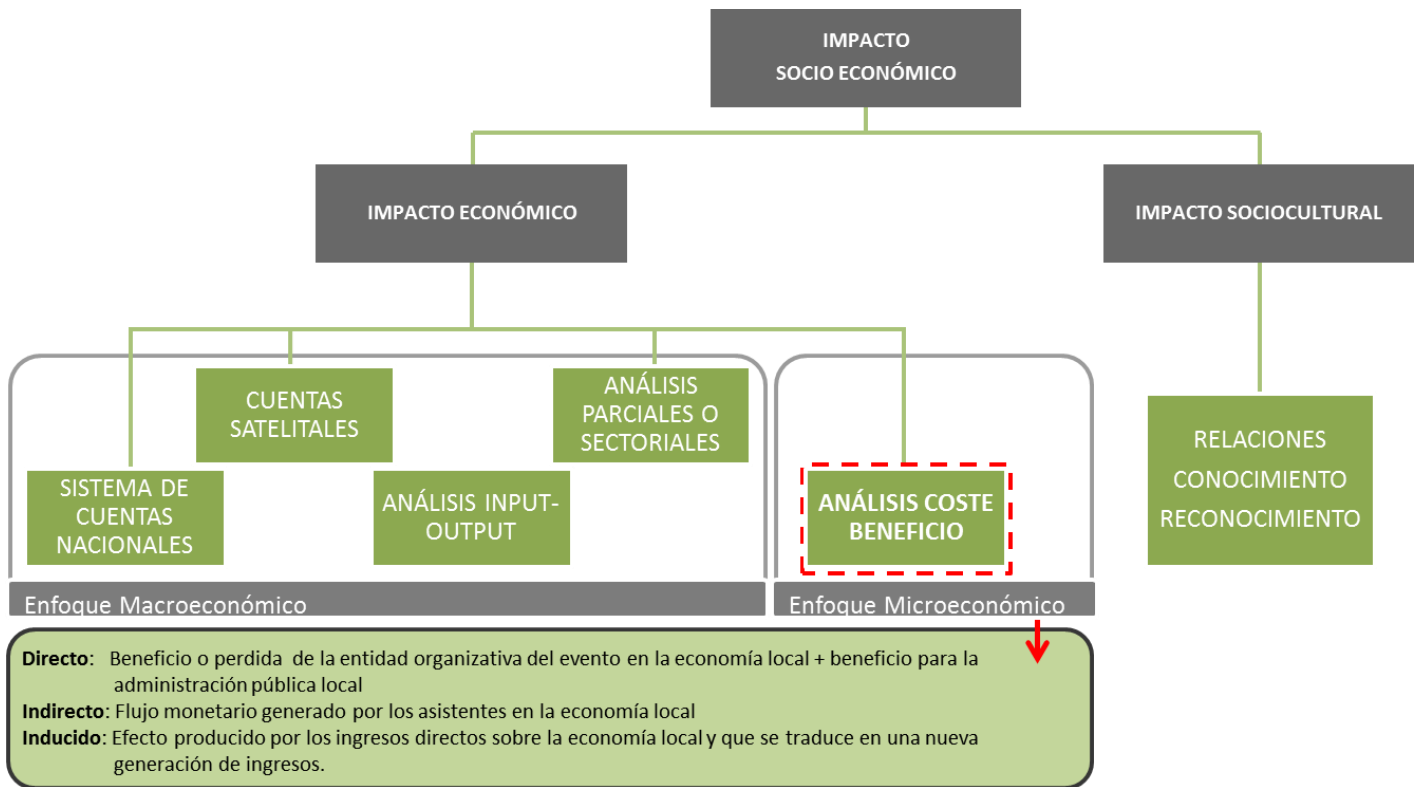 IMPACTO
SOCIO ECONÓMICO
IMPACTO ECONÓMICO
IMPACTO SOCIOCULTURAL
CUENTAS
SATELITALES
ANÁLISIS
PARCIALES O
SECTORIALES
SISTEMA DE
CUENTAS
NACIONALES
ANÁLISIS INPUT-
OUTPUT
ANÁLISIS COSTE
BENEFICIO
RELACIONES
CONOCIMIENTO
RECONOCIMIENTO
Enfoque Macroeconómico
Enfoque Microeconómico
Directo: Beneficio o perdida de la entidad organizativa del evento en la economía local + beneficio para la
administración pública local
Indirecto: Flujo monetario generado por los asistentes en la economía local
Inducido: Efecto producido por los ingresos directos sobre la economía local y que se traduce en una nueva
generación de ingresos.